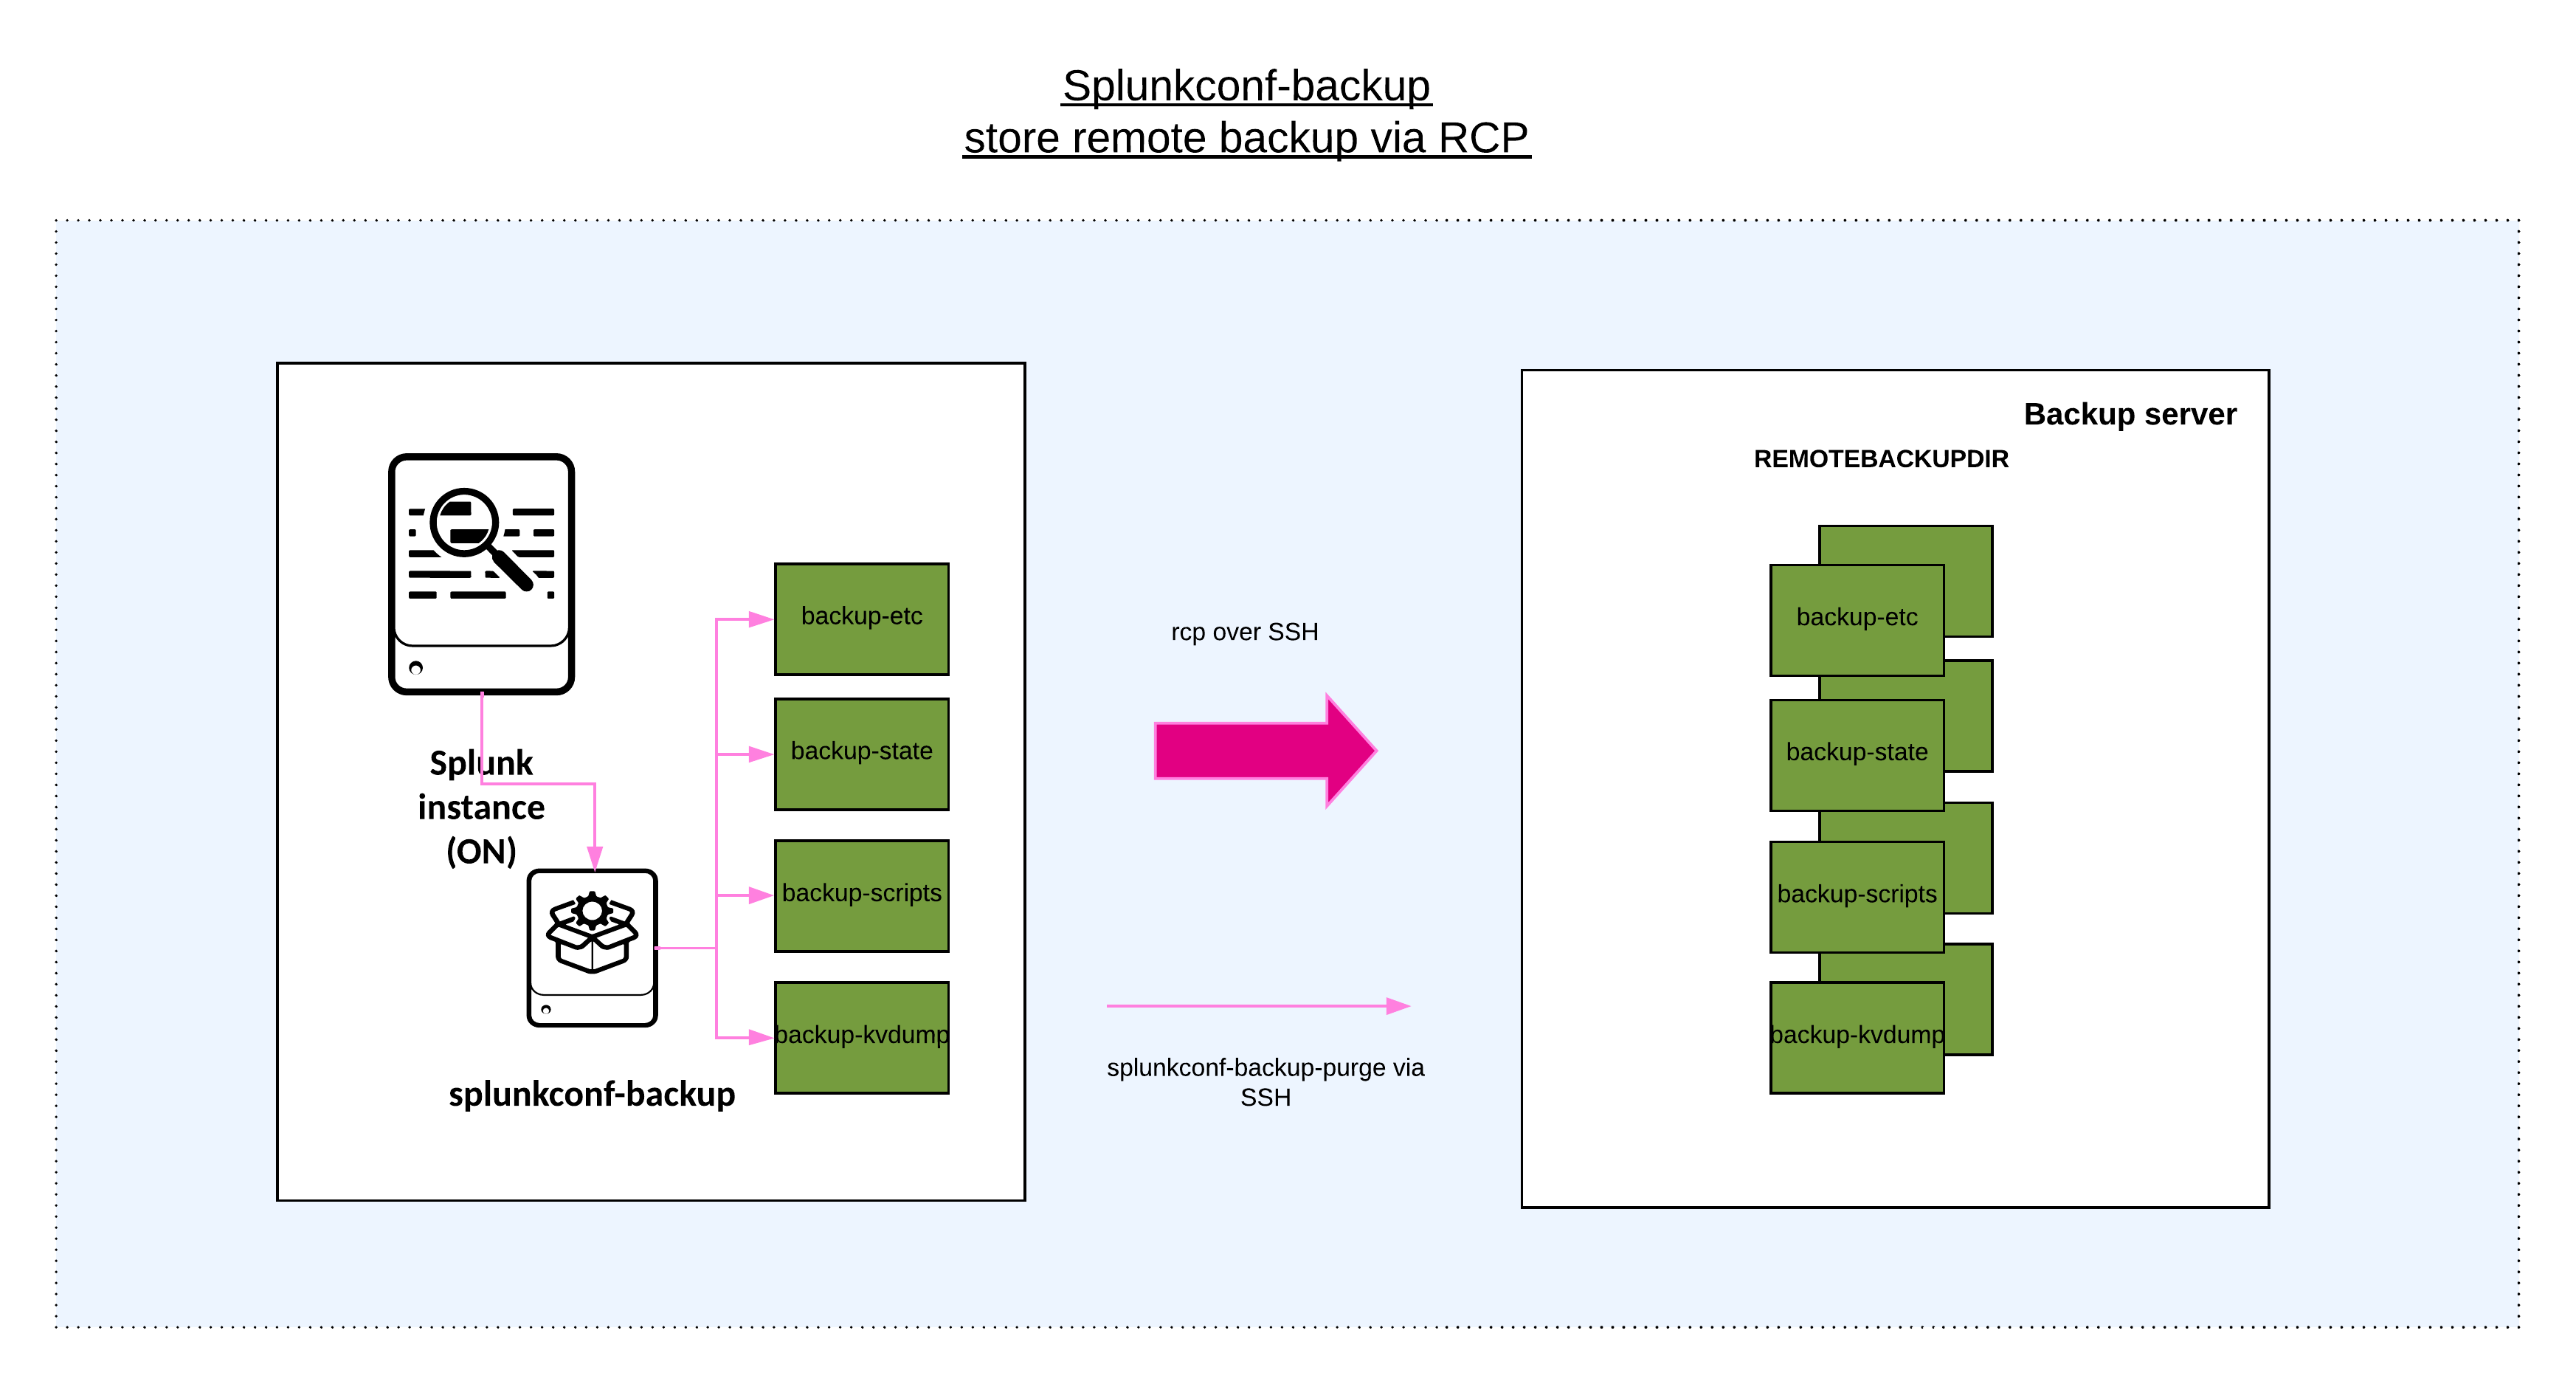 Splunkconf-backup
store remote backup via RCP
Splunk
instance
(ON)
splunkconf-backup
backup-etc
backup-state
backup-scripts
backup-kvdump
rcp over SSH
splunkconf-backup-purge via
SSH
Backup server
REMOTEBACKUPDIR
backup-etc
backup-state
backup-scripts
backup-kvdump